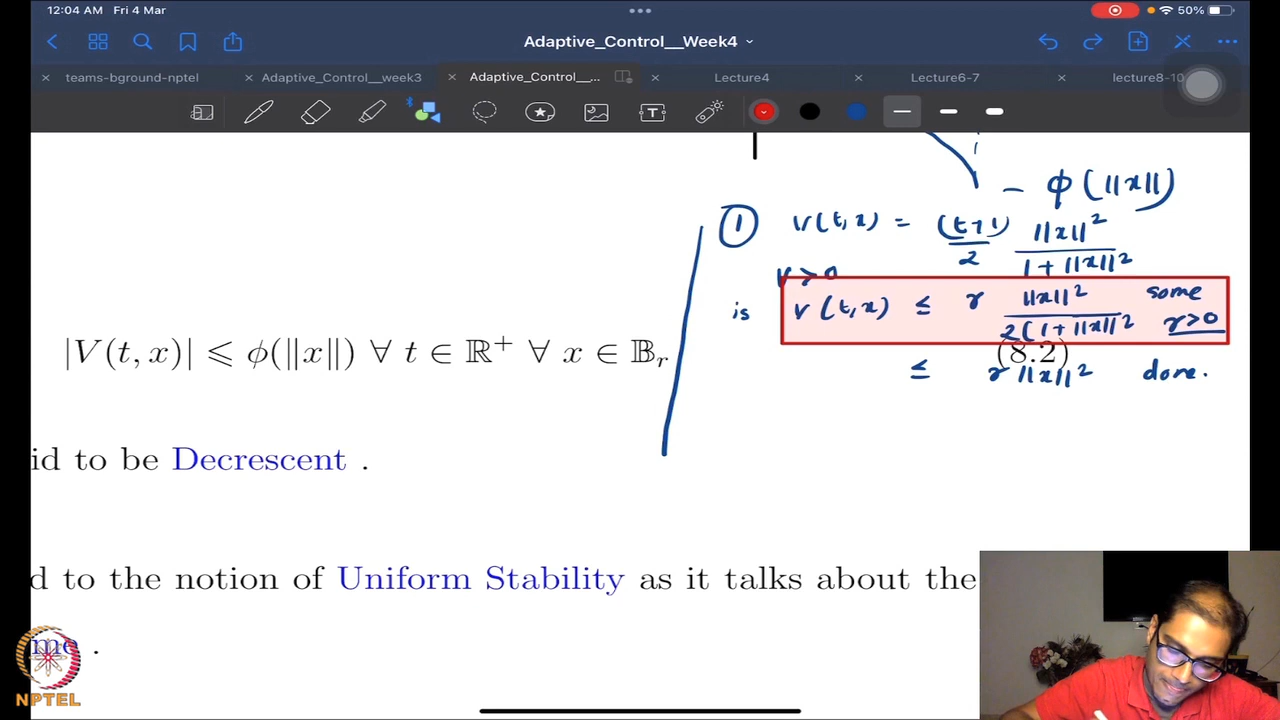 12:04 AM Fri 4 Mar
50%
Adaptive_Control__Week4
teams-bground-nptel
Adaptive_Control__week3
Adaptive_Control__...
Lecture4
Lecture6-7
lecture8-10
− ϕ(||x||)
① V(t,x) = (t+1)/2 ||x||²/(1+||x||²)
V>0
is V(t,x) ≤ r ||x||²/2(1+||x||²) some r>0
|V(t, x)| ⩽ ϕ(∥x∥) ∀ t ∈ ℝ⁺ ∀ x ∈ 𝔹ᵣ (8.2)
≤ r||x||² done.
id to be Decrescent .
d to the notion of Uniform Stability as it talks about the
me .
NPTEL